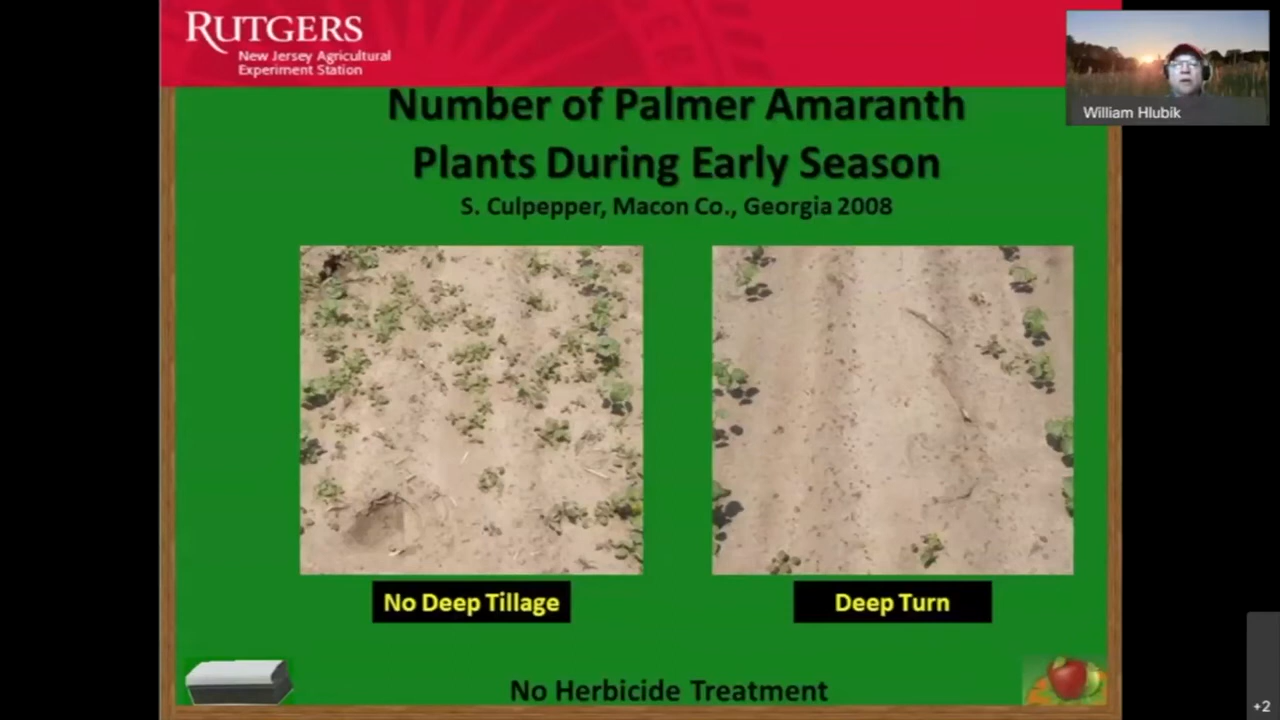 RUTGERS
New Jersey Agricultural
Experiment Station
William Hlubik
Number of Palmer Amaranth
Plants During Early Season
S. Culpepper, Macon Co., Georgia 2008
No Deep Tillage
Deep Turn
No Herbicide Treatment
+2